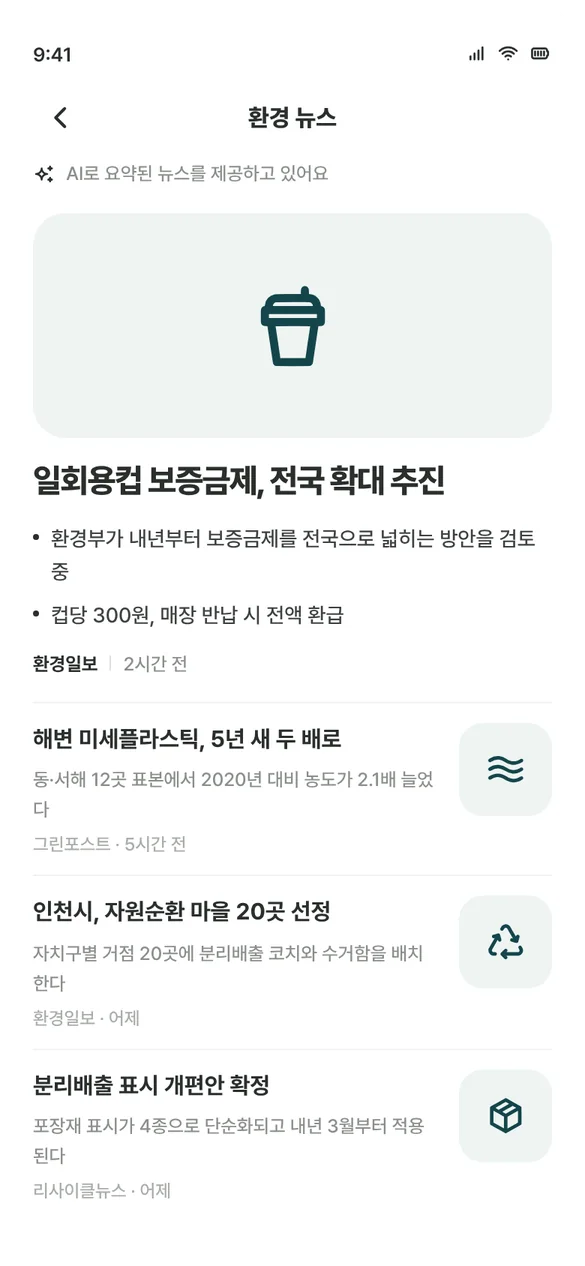 9:41
환경 뉴스
AI로 요약된 뉴스를 제공하고 있어요
일회용컵 보증금제, 전국 확대 추진
• 환경부가 내년부터 보증금제를 전국으로 넓히는 방안을 검토
중
• 컵당 300원, 매장 반납 시 전액 환급
환경일보 | 2시간 전
해변 미세플라스틱, 5년 새 두 배로
동·서해 12곳 표본에서 2020년 대비 농도가 2.1배 늘었
다
그린포스트 · 5시간 전
인천시, 자원순환 마을 20곳 선정
자치구별 거점 20곳에 분리배출 코치와 수거함을 배치
한다
환경일보 · 어제
분리배출 표시 개편안 확정
포장재 표시가 4종으로 단순화되고 내년 3월부터 적용
된다
리사이클뉴스 · 어제